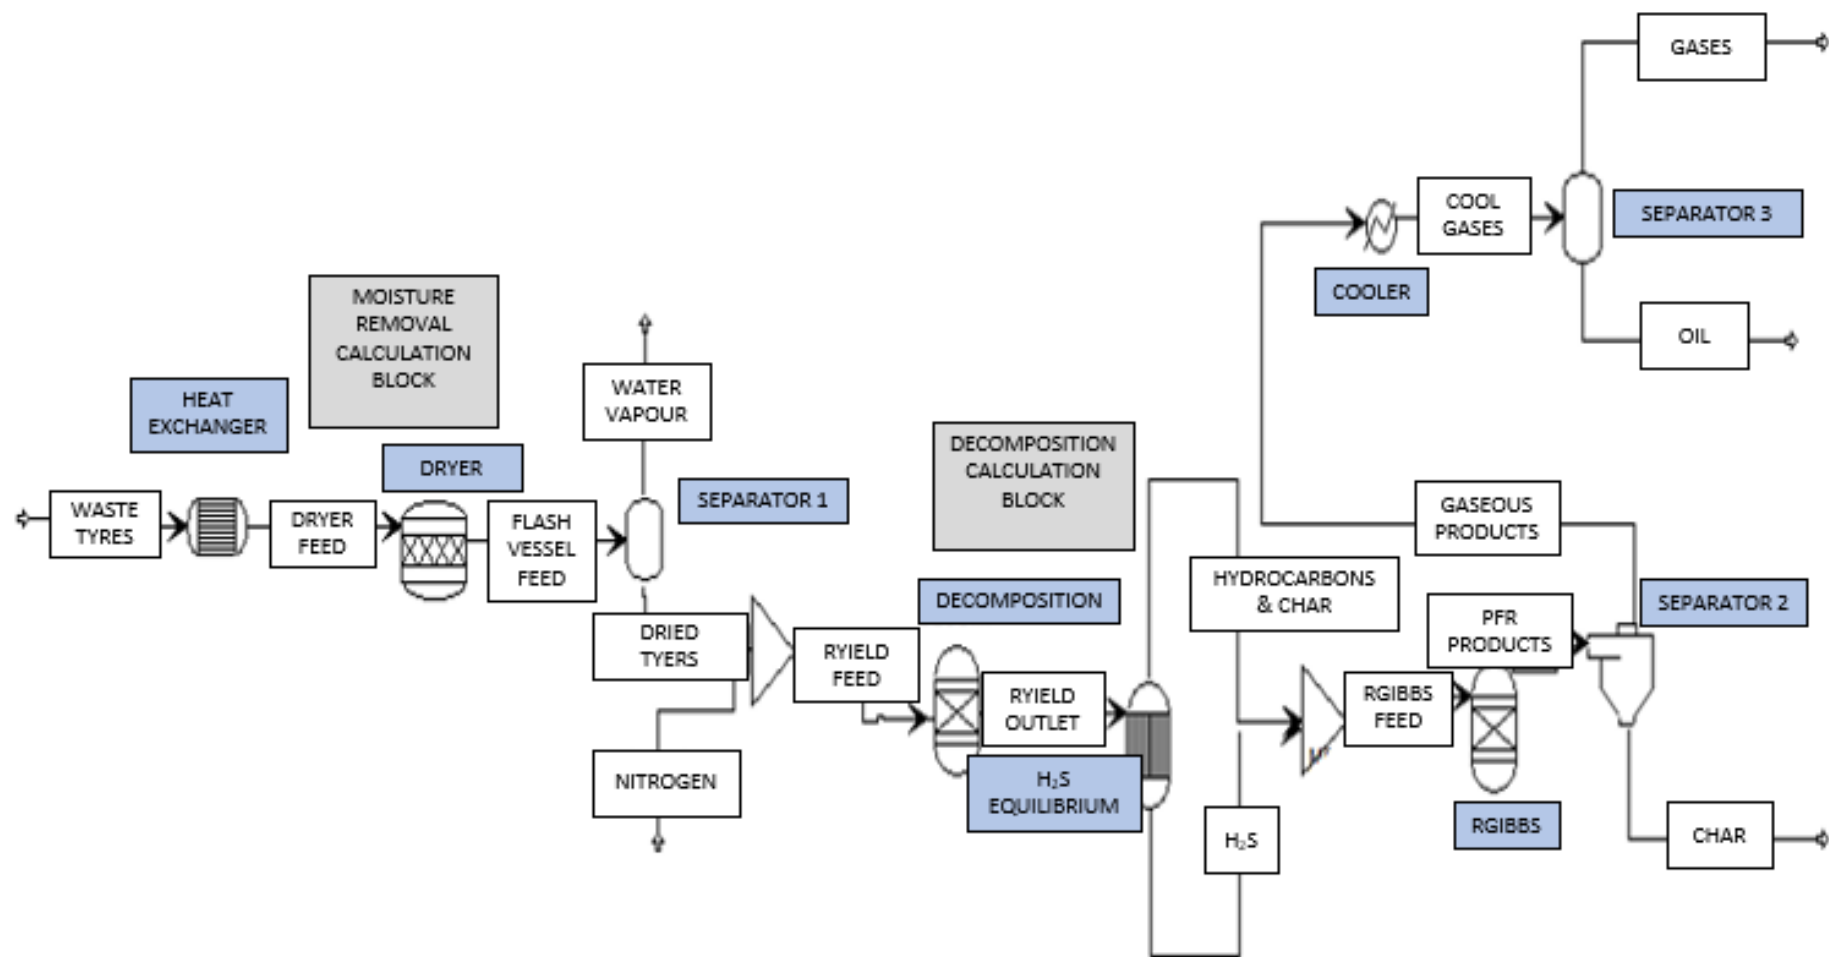 GASES
COOL
GASES
SEPARATOR 3
COOLER
OIL
MOISTURE
REMOVAL
CALCULATION
BLOCK
HEAT
EXCHANGER
WATER
VAPOUR
DRYER
SEPARATOR 1
DECOMPOSITION
CALCULATION
BLOCK
WASTE
TYRES
DRYER
FEED
FLASH
VESSEL
FEED
GASEOUS
PRODUCTS
HYDROCARBONS
& CHAR
DECOMPOSITION
SEPARATOR 2
PFR
PRODUCTS
DRIED
TYERS
RYIELD
FEED
RYIELD
OUTLET
RGIBBS
FEED
NITROGEN
H₂S
EQUILIBRIUM
H₂S
RGIBBS
CHAR